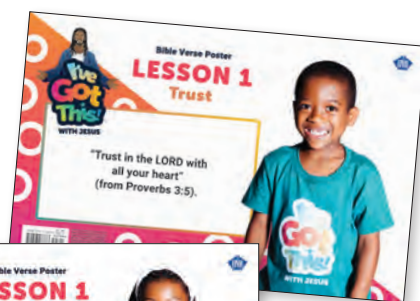 Bible Verse Poster
LESSON 1
Trust
I've
Got
This!
WITH JESUS
"Trust in the LORD with
all your heart"
(from Proverbs 3:5).
Got
This!
WITH JESUS
Bible Verse Poster
SSON 1